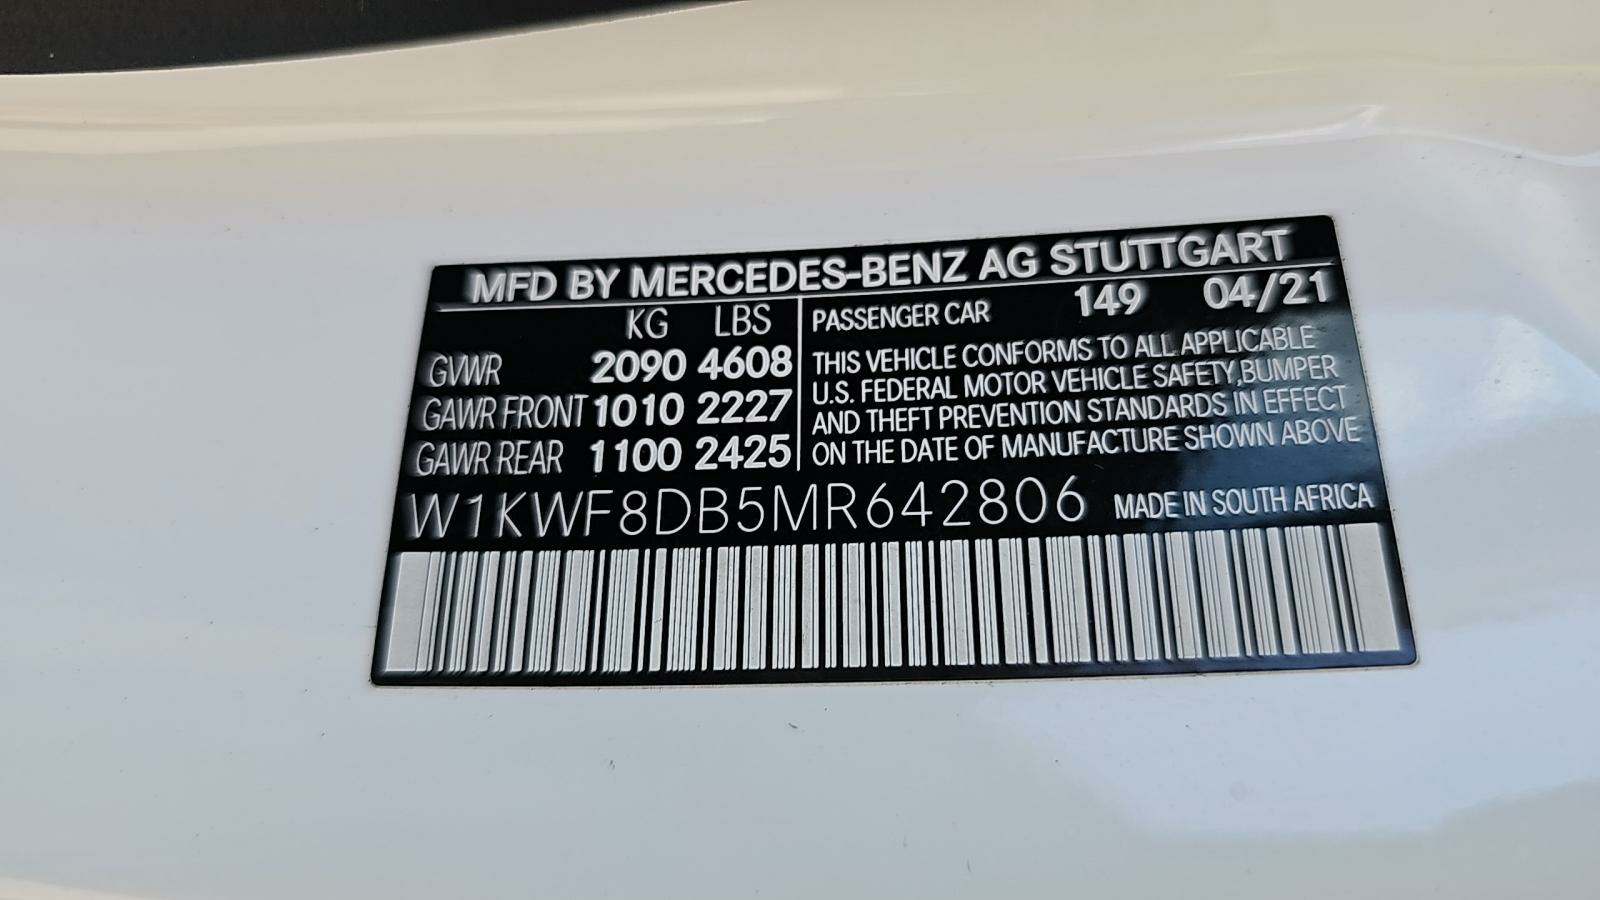 MFD BY MERCEDES-BENZ AG STUTTGART
KG LBS
GVWR 2090 4608
GAWR FRONT 1010 2227
GAWR REAR 1100 2425
PASSENGER CAR 149 04/21
THIS VEHICLE CONFORMS TO ALL APPLICABLE
U.S. FEDERAL MOTOR VEHICLE SAFETY,BUMPER
AND THEFT PREVENTION STANDARDS IN EFFECT
ON THE DATE OF MANUFACTURE SHOWN ABOVE
W1KWF8DB5MR642806 MADE IN SOUTH AFRICA